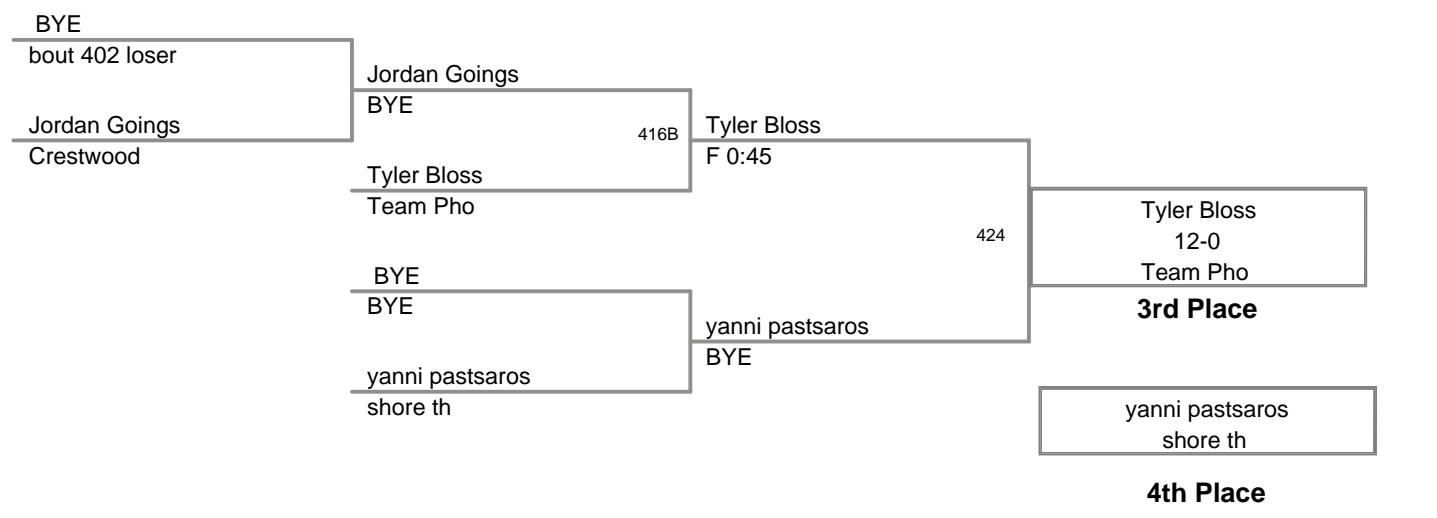 BYE
bout 402 loser
Jordan Goings
BYE
Jordan Goings
Crestwood
416B
Tyler Bloss
F 0:45
Tyler Bloss
Team Pho
424
Tyler Bloss
12-0
Team Pho
3rd Place
BYE
BYE
yanni pastsaros
BYE
yanni pastsaros
shore th
yanni pastsaros
shore th
4th Place